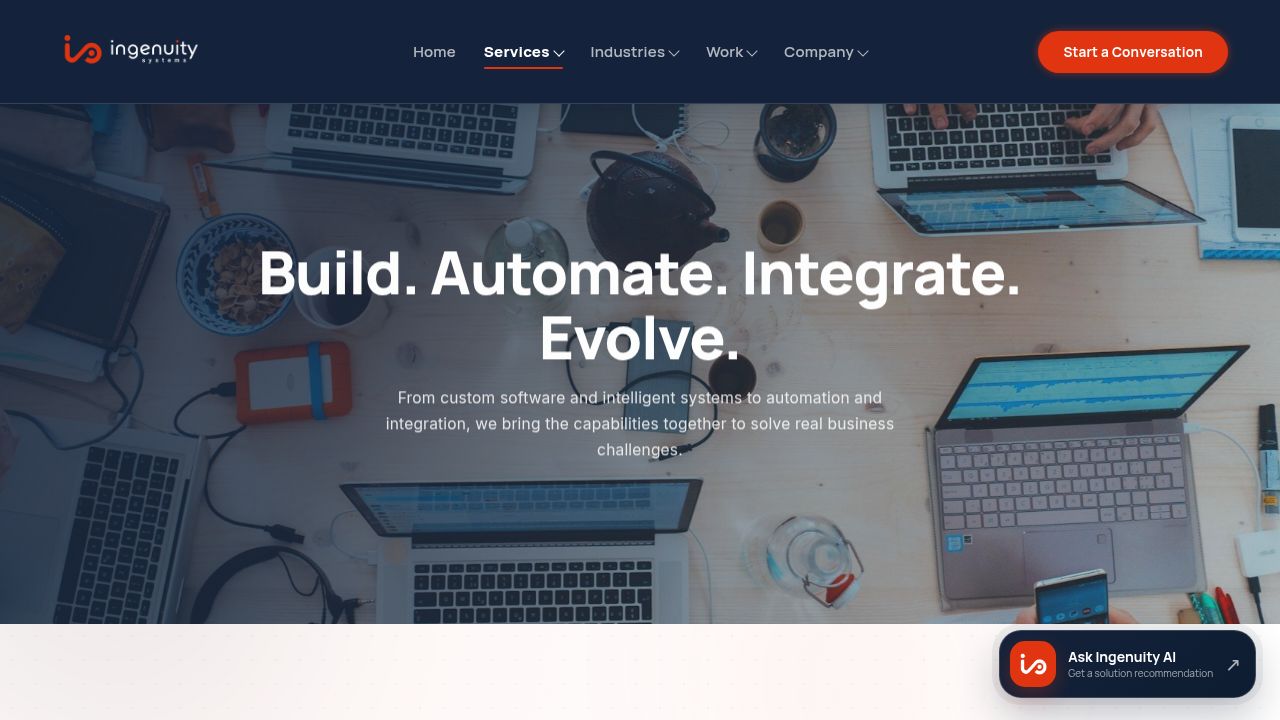 ingenuity
systems
Home
Services
Industries
Work
Company
Start a Conversation
Build. Automate. Integrate.
Evolve.
From custom software and intelligent systems to automation and
integration, we bring the capabilities together to solve real business
challenges.
Ask Ingenuity AI
Get a solution recommendation